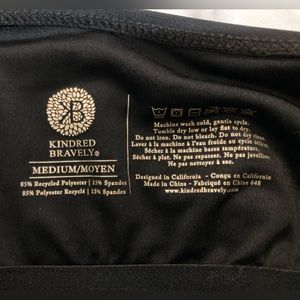 KINDRED
BRAVELY®
MEDIUM/MOYEN
85% Recycled Polyester | 15% Spandex
85% Polyester Recyclé | 15% Spandex
Machine wash cold, gentle cycle.
Tumble dry low or lay flat to dry.
Do not iron. Do not bleach. Do not dry clean.
Laver à la machine à l'eau froide au cycle délicat.
Sécher à la machine basse température.
Sécher à plat. Ne pas repasser. Ne pas javelliser.
Ne pas nettoyer à sec.
Designed in California - Conçu en Californie
Made in China - Fabriqué en Chine 648
www.kindredbravely.com